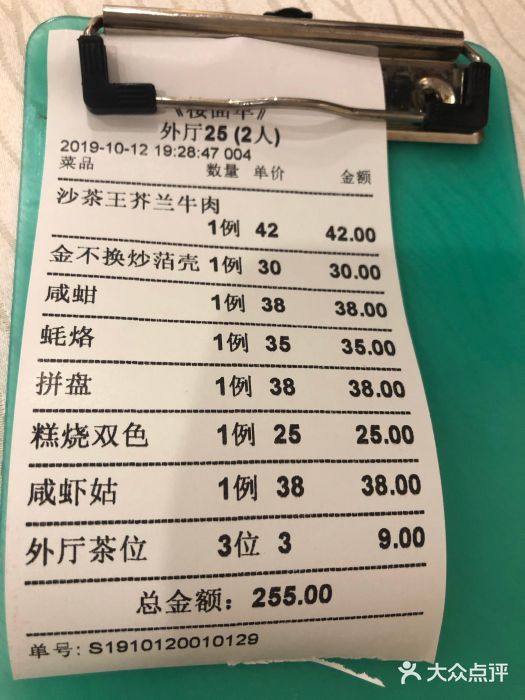 《楼面单》
外厅25 (2人)
2019-10-12 19:28:47 004
菜品 数量 单价 金额
沙茶王芥兰牛肉
1例 42 42.00
金不换炒萡壳 1例 30 30.00
咸蚶 1例 38 38.00
蚝烙 1例 35 35.00
拼盘 1例 38 38.00
糕烧双色 1例 25 25.00
咸虾姑 1例 38 38.00
外厅茶位 3位 3 9.00
总金额：255.00
单号: S1910120010129
大众点评